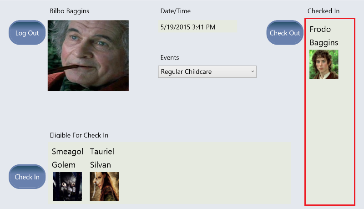 Bilbo Baggins
Date/Time
Checked In
Log Out
5/19/2015 3:41 PM
Check Out
Frodo
Baggins
Events
Regular Childcare
Eligible For Check In
Smeagol
Golem
Tauriel
Silvan
Check In